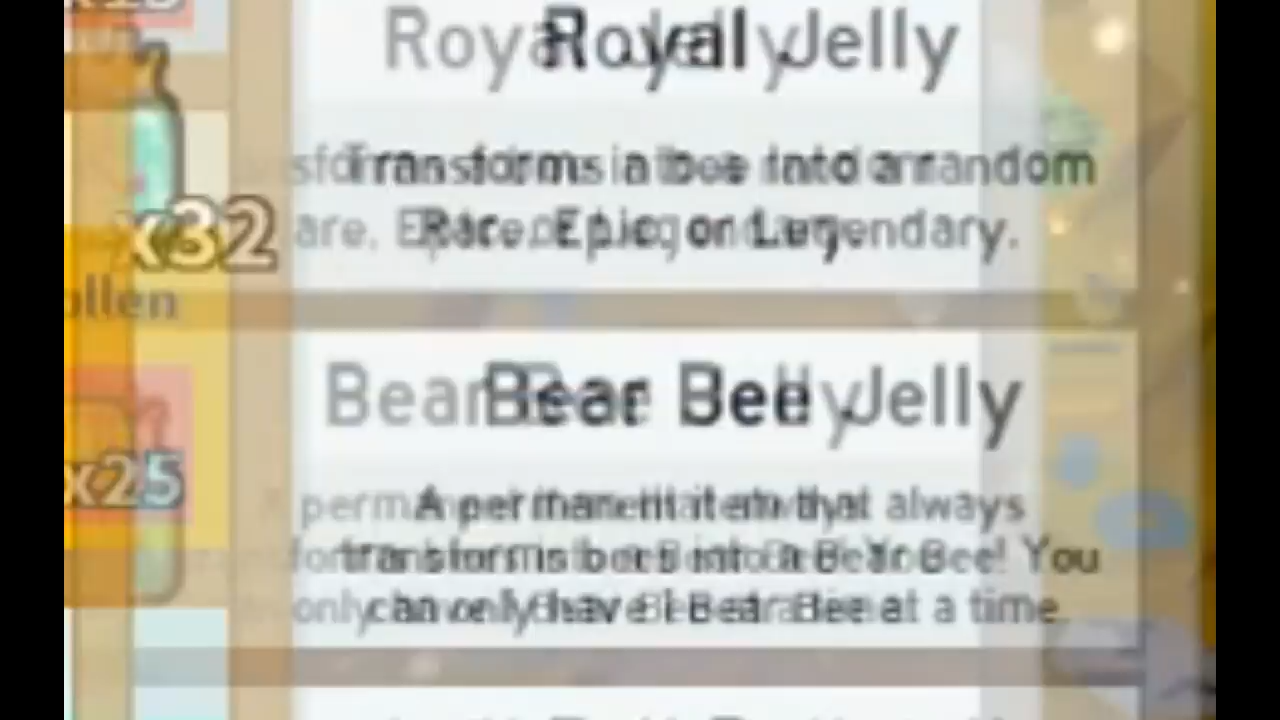 Royal Jelly
Transforms a bee into a random
Rare, Epic or Legendary.
x32
ollen
Bear Bee Jelly
x25
A permanent item that always
transforms bees into a Bear Bee! You
can only have 1 Bear Bee at a time.